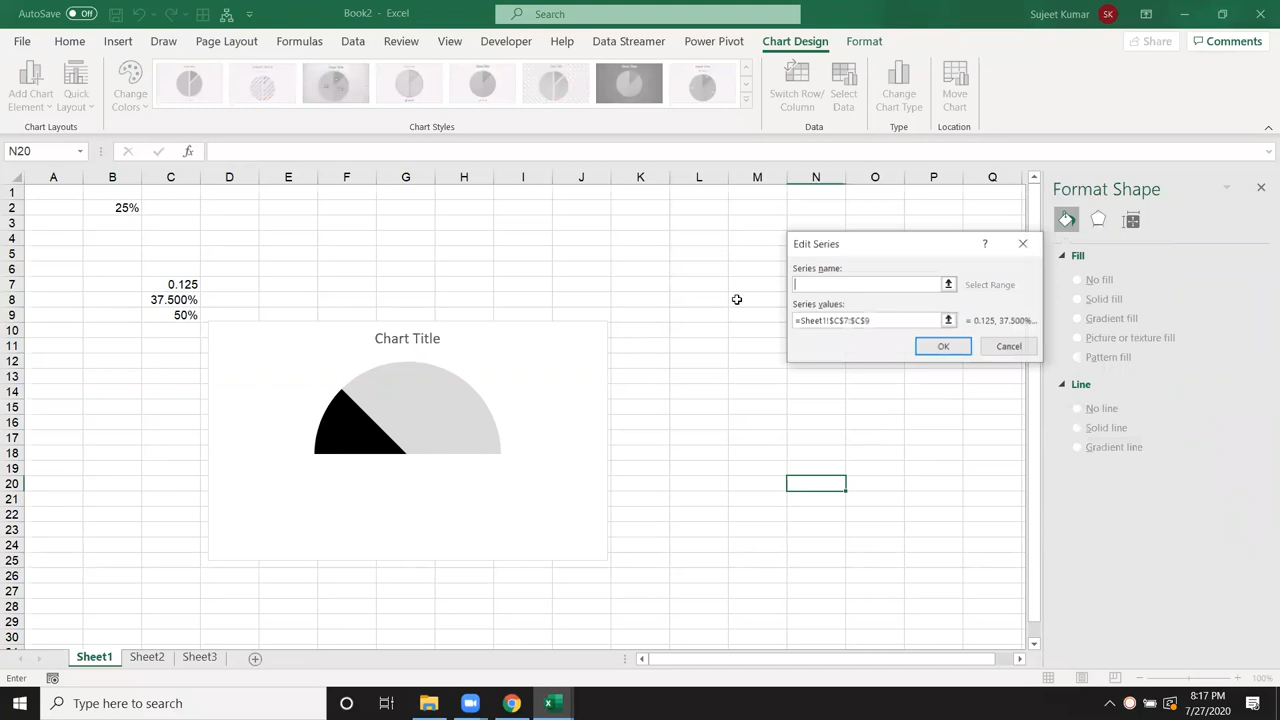 AutoSave Off
Book2 - Excel
Search
Sujeet Kumar
SK
File Home Insert Draw Page Layout Formulas Data Review View Developer Help Data Streamer Power Pivot Chart Design Format
Share
Comments
Add Chart Element
Quick Layout
Change Colors
Switch Row/ Column
Select Data
Change Chart Type
Move Chart
Chart Layouts
Chart Styles
Data
Type
Location
N20
fx
A B C D E F G H I J K L M N O P Q
1
2 25%
3
4
5
6
7 0.125
8 37.500%
9 50%
10
11
12
13
14
15
16
17
18
19
20
21
22
23
24
25
26
27
28
29
30
Chart Title
Edit Series
?
Series name:
Select Range
Series values:
=Sheet1!$C$7:$C$9
= 0.125, 37.500%...
OK
Cancel
Format Shape
Fill
No fill
Solid fill
Gradient fill
Picture or texture fill
Pattern fill
Line
No line
Solid line
Gradient line
Sheet1 Sheet2 Sheet3
Enter
100%
Type here to search
8:17 PM
7/27/2020